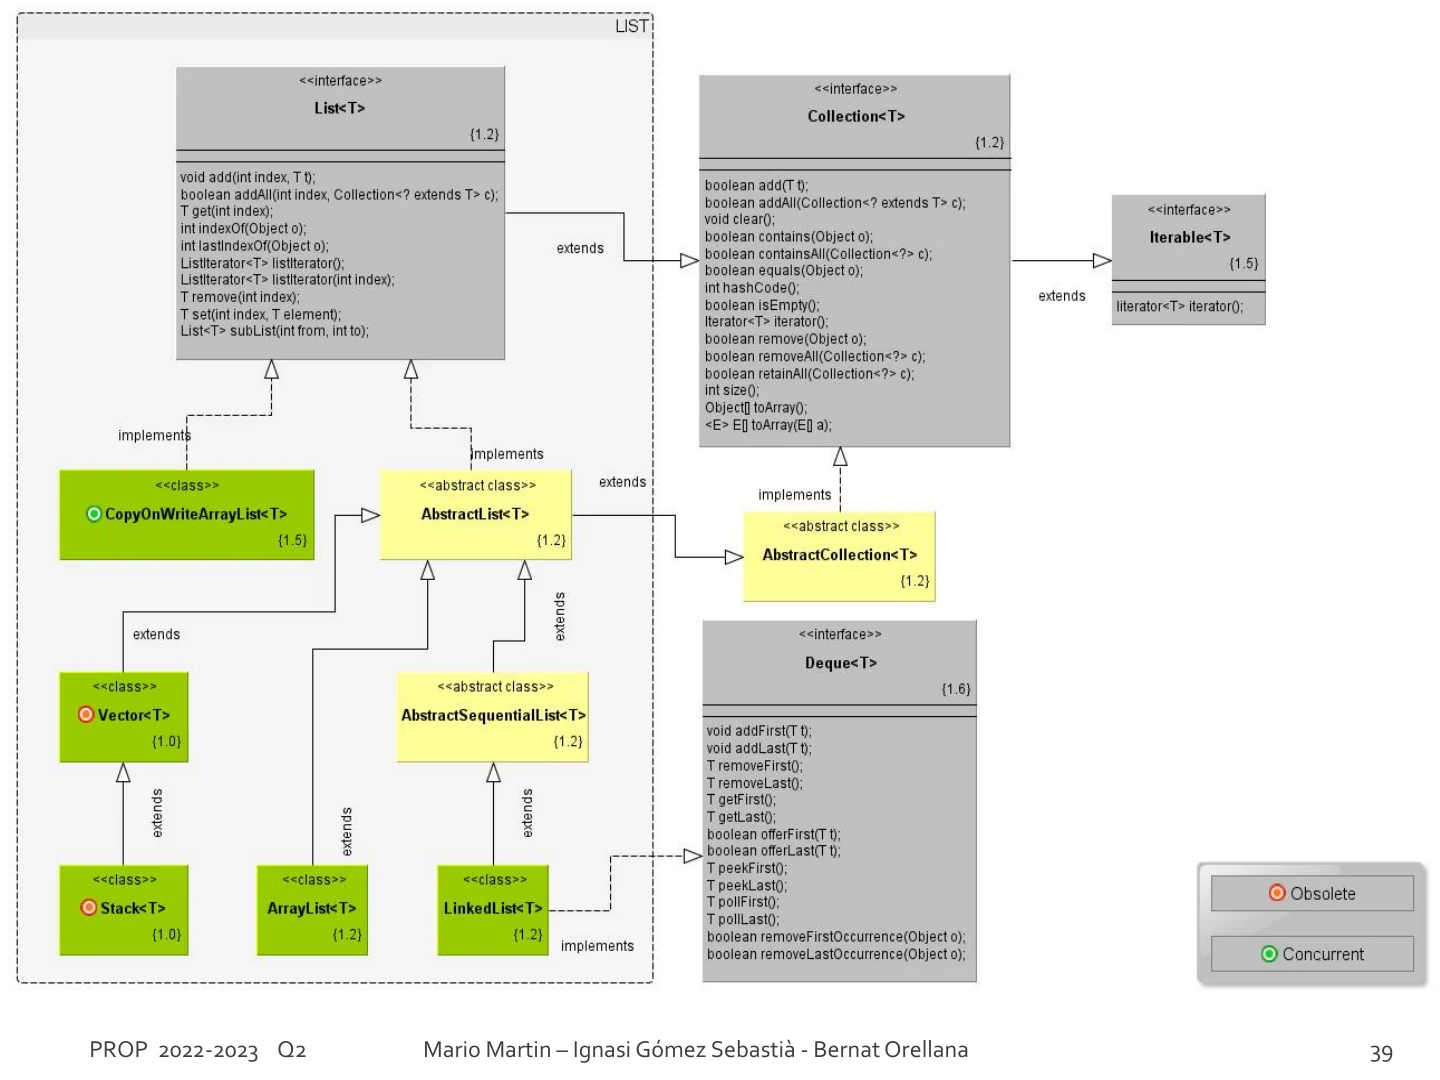 LIST
<<interface>>
List<T>
{1.2}
void add(int index, T t);
boolean addAll(int index, Collection<? extends T> c);
T get(int index);
int indexOf(Object o);
int lastIndexOf(Object o);
ListIterator<T> listIterator();
ListIterator<T> listIterator(int index);
T remove(int index);
T set(int index, T element);
List<T> subList(int from, int to);
extends
<<interface>>
Collection<T>
{1.2}
boolean add(T t);
boolean addAll(Collection<? extends T> c);
void clear();
boolean contains(Object o);
boolean containsAll(Collection<?> c);
boolean equals(Object o);
int hashCode();
boolean isEmpty();
Iterator<T> iterator();
boolean remove(Object o);
boolean removeAll(Collection<?> c);
boolean retainAll(Collection<?> c);
int size();
Object[] toArray();
<E> E[] toArray(E[] a);
extends
<<interface>>
Iterable<T>
{1.5}
Iiterator<T> iterator();
implements
implements
<<class>>
CopyOnWriteArrayList<T>
{1.5}
<<abstract class>>
AbstractList<T>
{1.2}
extends
implements
<<abstract class>>
AbstractCollection<T>
{1.2}
extends
extends
<<class>>
Vector<T>
{1.0}
<<abstract class>>
AbstractSequentialList<T>
{1.2}
extends
extends
extends
<<class>>
Stack<T>
{1.0}
<<class>>
ArrayList<T>
{1.2}
<<class>>
LinkedList<T>
{1.2}
implements
<<interface>>
Deque<T>
{1.6}
void addFirst(T t);
void addLast(T t);
T removeFirst();
T removeLast();
T getFirst();
T getLast();
boolean offerFirst(T t);
boolean offerLast(T t);
T peekFirst();
T peekLast();
T pollFirst();
T pollLast();
boolean removeFirstOccurrence(Object o);
boolean removeLastOccurrence(Object o);
Obsolete
Concurrent
PROP 2022-2023 Q2
Mario Martin – Ignasi Gómez Sebastià - Bernat Orellana
39